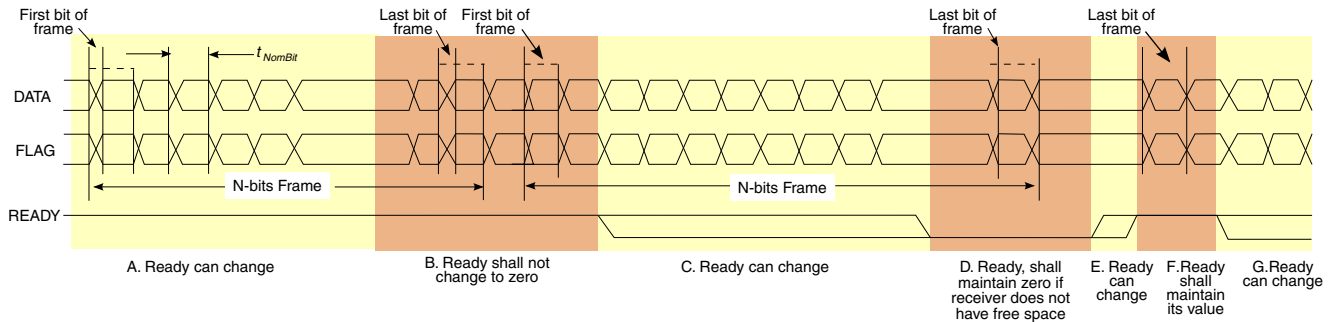 First bit of
frame
t NomBit
Last bit of
frame
First bit of
frame
Last bit of
frame
Last bit of
frame
DATA
FLAG
N-bits Frame
N-bits Frame
READY
A. Ready can change
B. Ready shall not
change to zero
C. Ready can change
D. Ready, shall
maintain zero if
receiver does not
have free space
E. Ready
can
change
F.Ready
shall
maintain
its value
G.Ready
can change